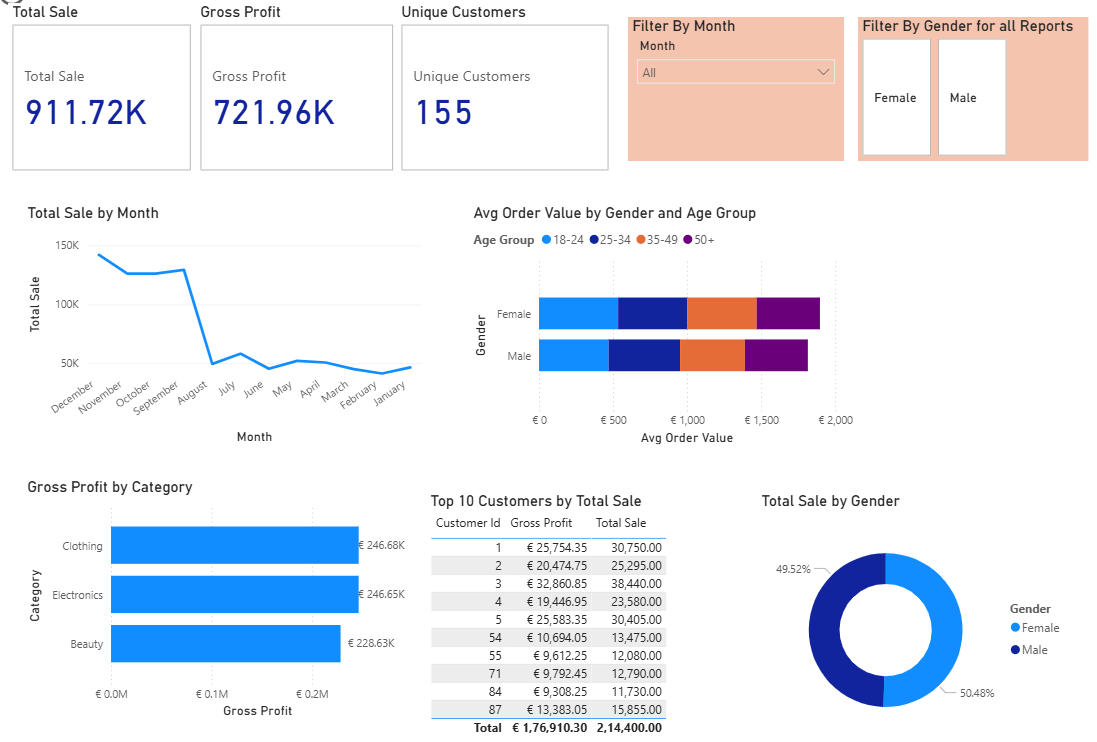 Total Sale
Gross Profit
Unique Customers
Filter By Month
Filter By Gender for all Reports
Month
All
Female
Male
Total Sale
911.72K
Gross Profit
721.96K
Unique Customers
155
Total Sale by Month
150K
100K
50K
Total Sale
December
November
October
September
August
July
June
May
April
March
February
January
Month
Avg Order Value by Gender and Age Group
Age Group 18-24 25-34 35-49 50+
Gender
Female
Male
€ 0 € 500 € 1,000 € 1,500 € 2,000
Avg Order Value
Gross Profit by Category
Category
Clothing € 246.68K
Electronics € 246.65K
Beauty € 228.63K
€ 0.0M € 0.1M € 0.2M
Gross Profit
Top 10 Customers by Total Sale
Customer Id Gross Profit Total Sale
1 € 25,754.35 30,750.00
2 € 20,474.75 25,295.00
3 € 32,860.85 38,440.00
4 € 19,446.95 23,580.00
5 € 25,583.35 30,405.00
54 € 10,694.05 13,475.00
55 € 9,612.25 12,080.00
71 € 9,792.45 12,790.00
84 € 9,308.25 11,730.00
87 € 13,383.05 15,855.00
Total € 1,76,910.30 2,14,400.00
Total Sale by Gender
49.52%
50.48%
Gender
Female
Male